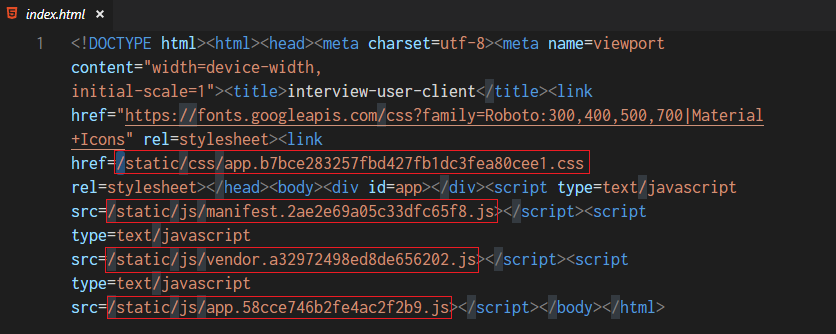 index.html ×
1 <!DOCTYPE html><html><head><meta charset=utf-8><meta name=viewport
content="width=device-width,
initial-scale=1"><title>interview-user-client</title><link
href="https://fonts.googleapis.com/css?family=Roboto:300,400,500,700|Material
+Icons" rel=stylesheet><link
href=/static/css/app.b7bce283257fbd427fb1dc3fea80cee1.css
rel=stylesheet></head><body><div id=app></div><script type=text/javascript
src=/static/js/manifest.2ae2e69a05c33dfc65f8.js></script><script
type=text/javascript
src=/static/js/vendor.a32972498ed8de656202.js></script><script
type=text/javascript
src=/static/js/app.58cce746b2fe4ac2f2b9.js></script></body></html>